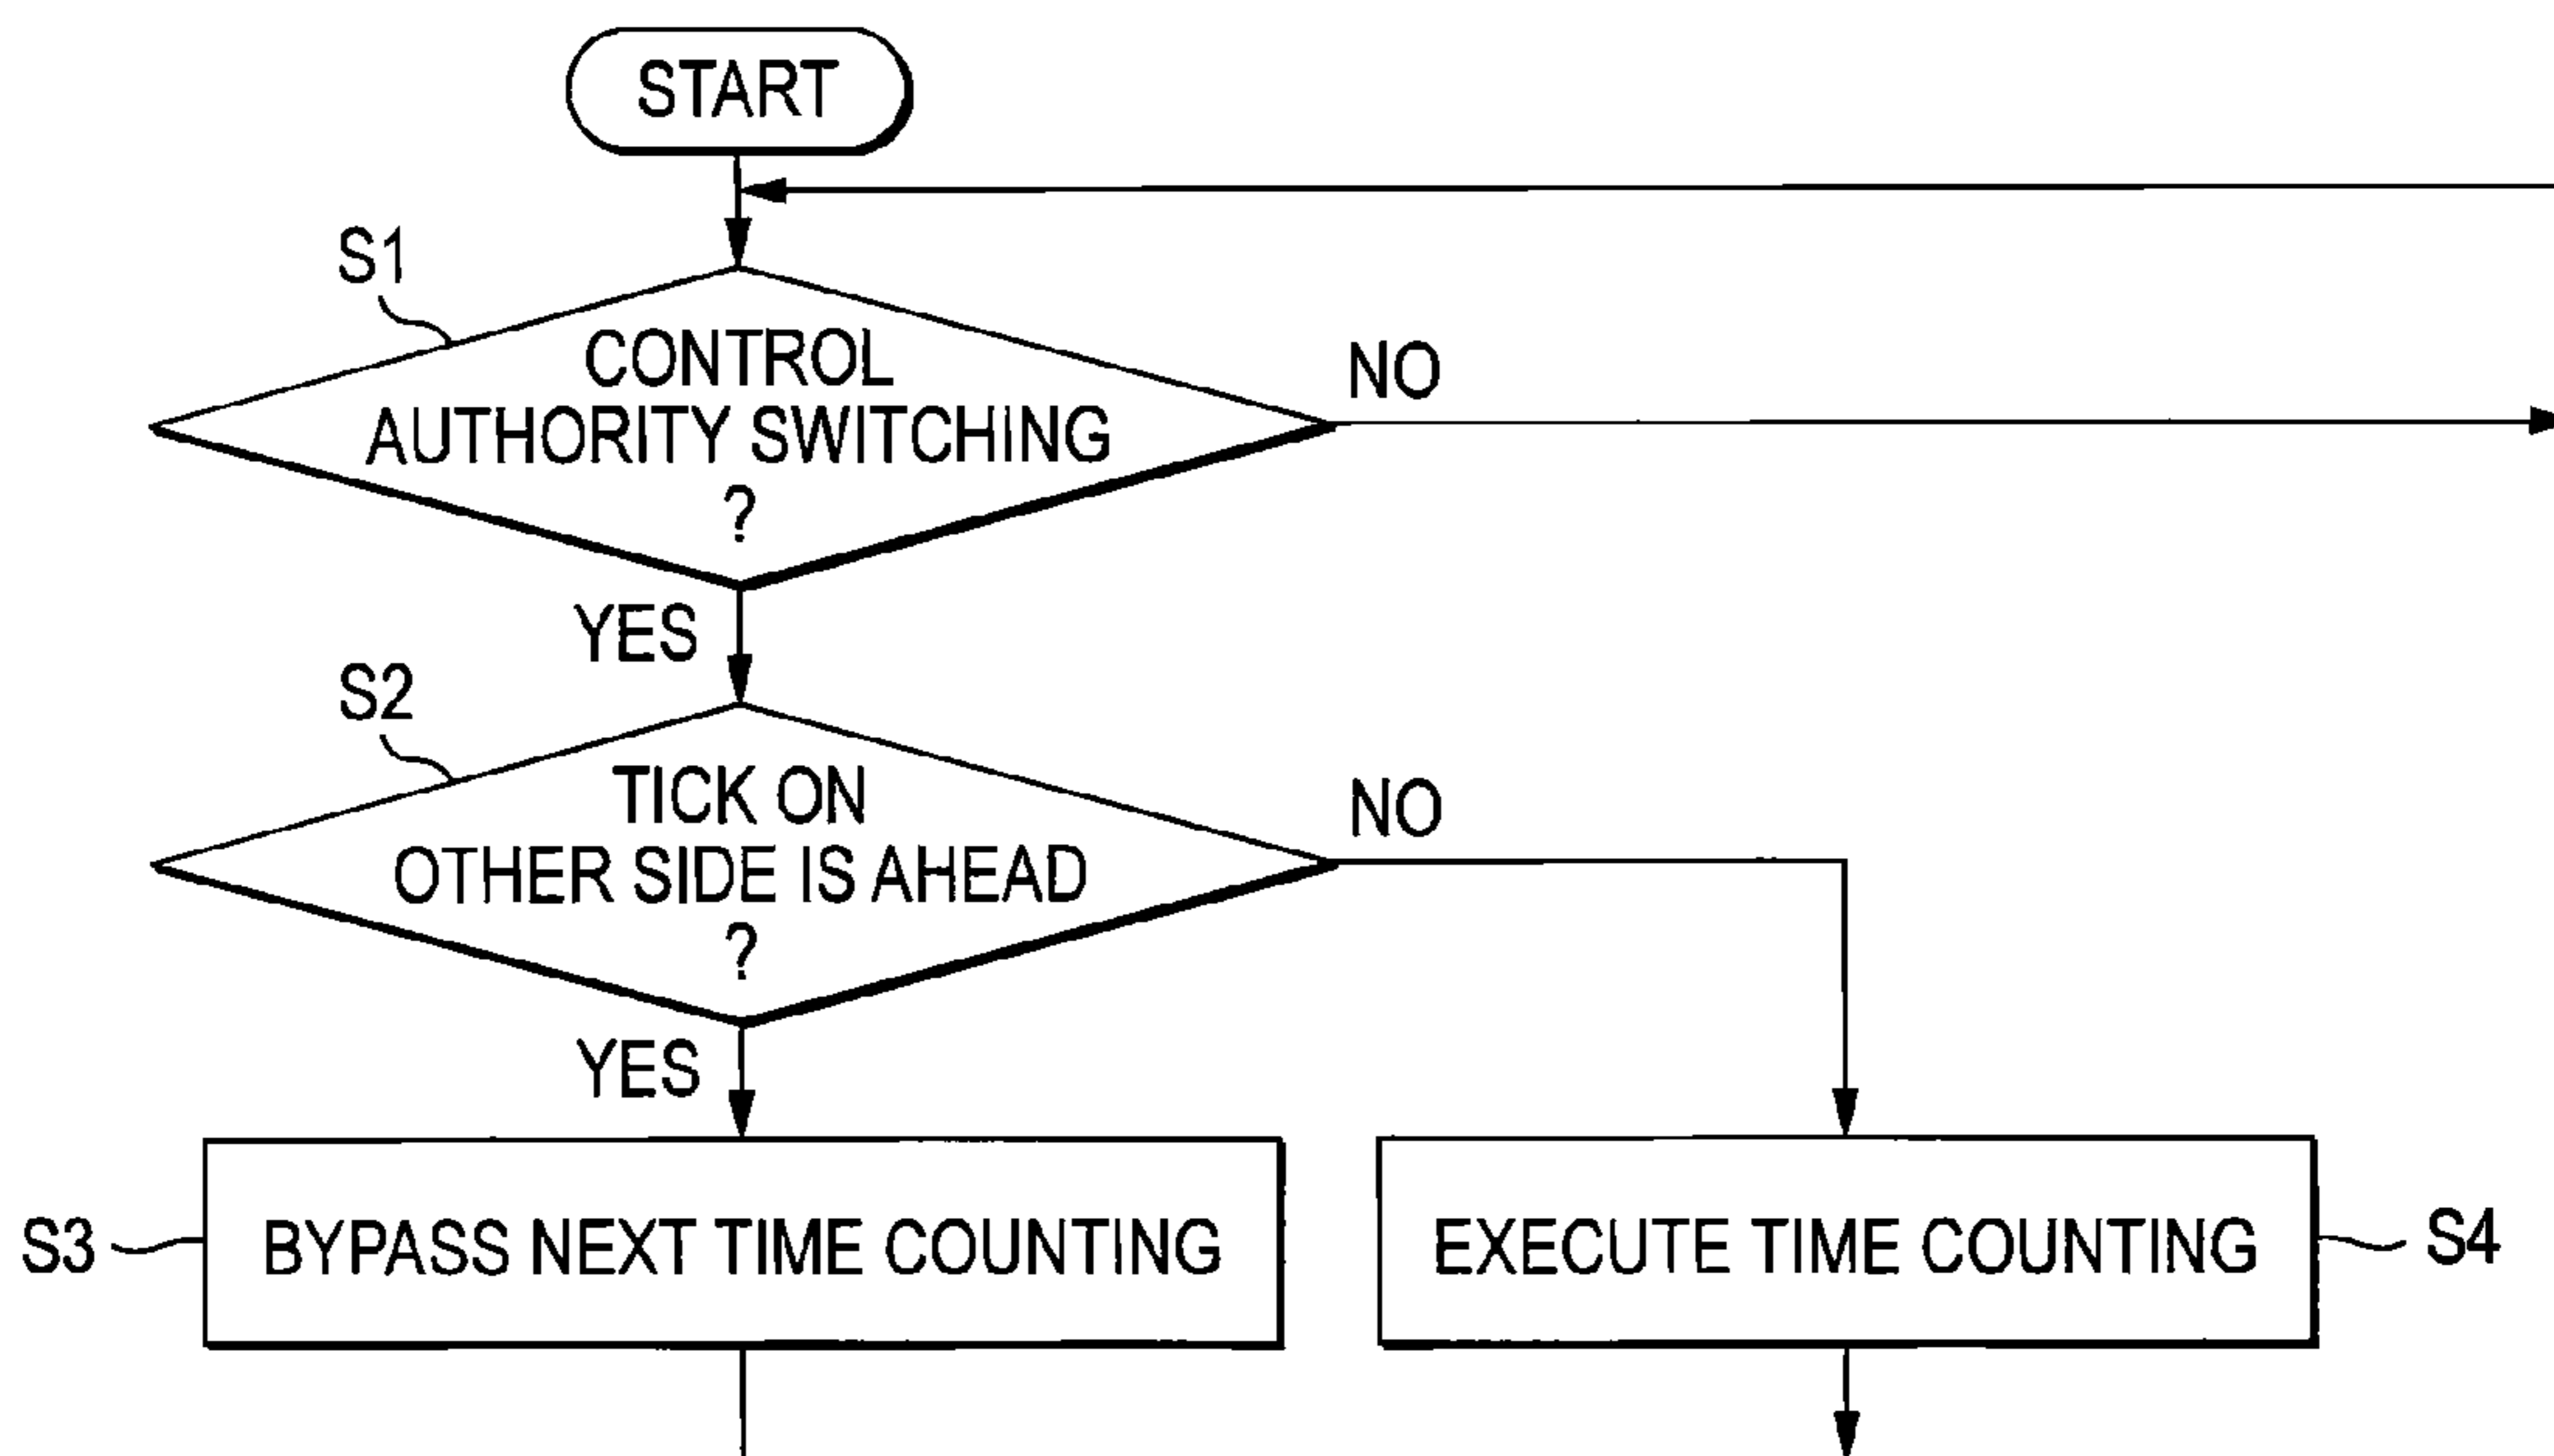 START
S1
CONTROL
AUTHORITY SWITCHING
?
NO
YES
S2
TICK ON
OTHER SIDE IS AHEAD
?
NO
YES
S3
BYPASS NEXT TIME COUNTING
EXECUTE TIME COUNTING
S4